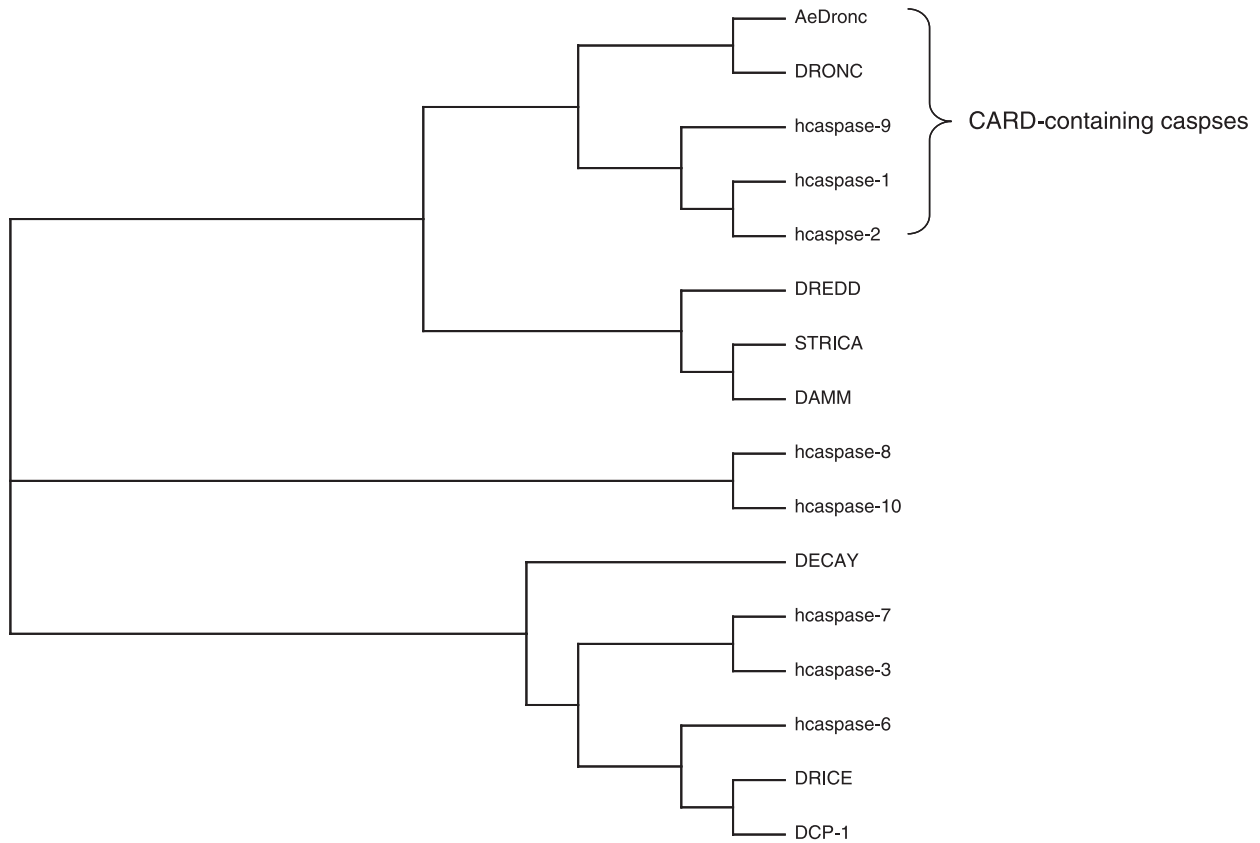 AeDronc
DRONC
hcaspase-9
CARD-containing caspses
hcaspase-1
hcaspse-2
DREDD
STRICA
DAMM
hcaspase-8
hcaspase-10
DECAY
hcaspase-7
hcaspase-3
hcaspase-6
DRICE
DCP-1